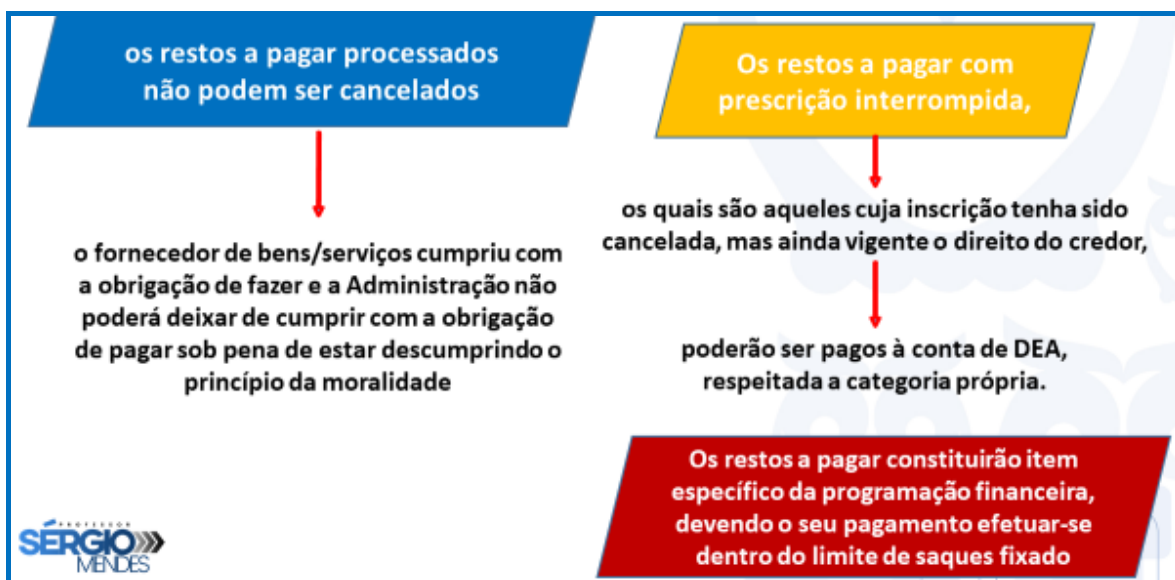 os restos a pagar processados
não podem ser cancelados
o fornecedor de bens/serviços cumpriu com
a obrigação de fazer e a Administração não
poderá deixar de cumprir com a obrigação
de pagar sob pena de estar descumprindo o
princípio da moralidade
Os restos a pagar com
prescrição interrompida,
os quais são aqueles cuja inscrição tenha sido
cancelada, mas ainda vigente o direito do credor,
poderão ser pagos à conta de DEA,
respeitada a categoria própria.
Os restos a pagar constituirão item
específico da programação financeira,
devendo o seu pagamento efetuar-se
dentro do limite de saques fixado
PROFESSOR
SÉRGIO
MENDES